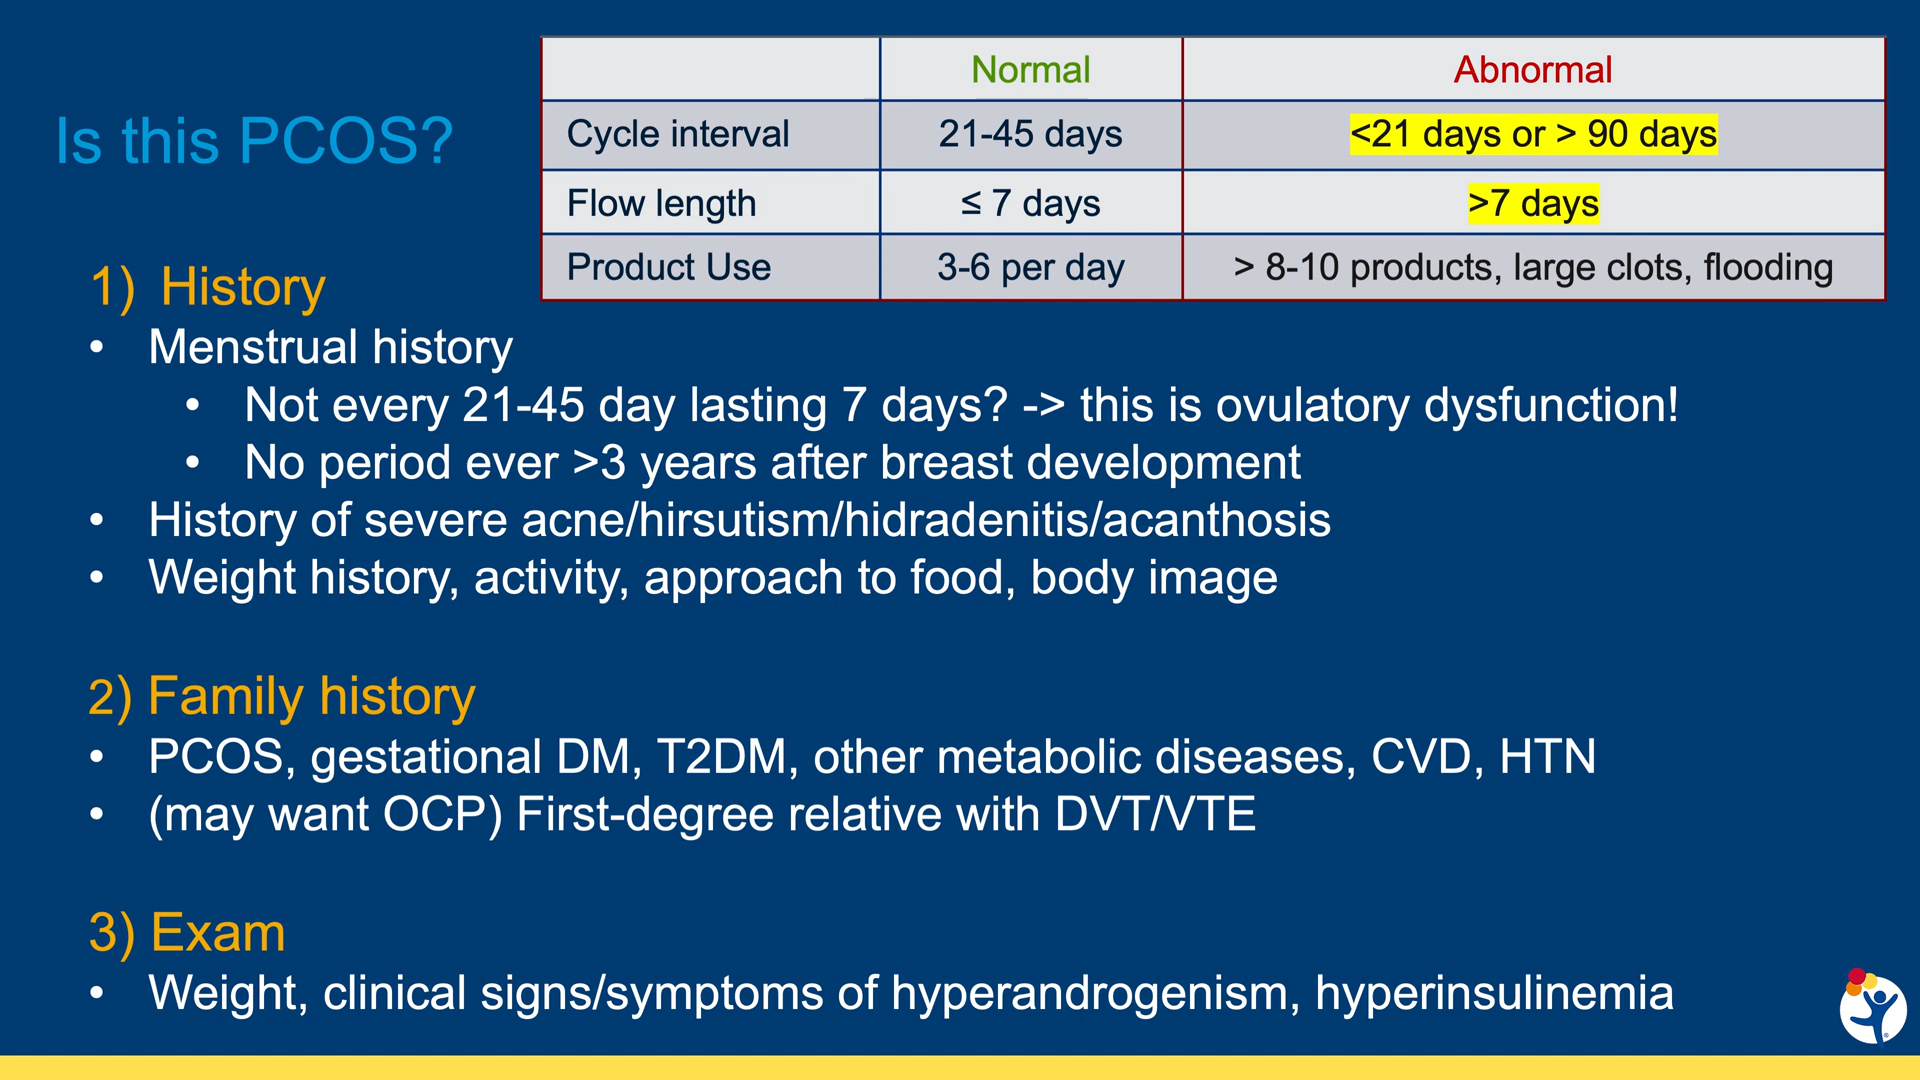 Is this PCOS?
Normal Abnormal
Cycle interval 21-45 days <21 days or > 90 days
Flow length ≤ 7 days >7 days
Product Use 3-6 per day > 8-10 products, large clots, flooding
1) History
• Menstrual history
• Not every 21-45 day lasting 7 days? -> this is ovulatory dysfunction!
• No period ever >3 years after breast development
• History of severe acne/hirsutism/hidradenitis/acanthosis
• Weight history, activity, approach to food, body image
2) Family history
• PCOS, gestational DM, T2DM, other metabolic diseases, CVD, HTN
• (may want OCP) First-degree relative with DVT/VTE
3) Exam
• Weight, clinical signs/symptoms of hyperandrogenism, hyperinsulinemia